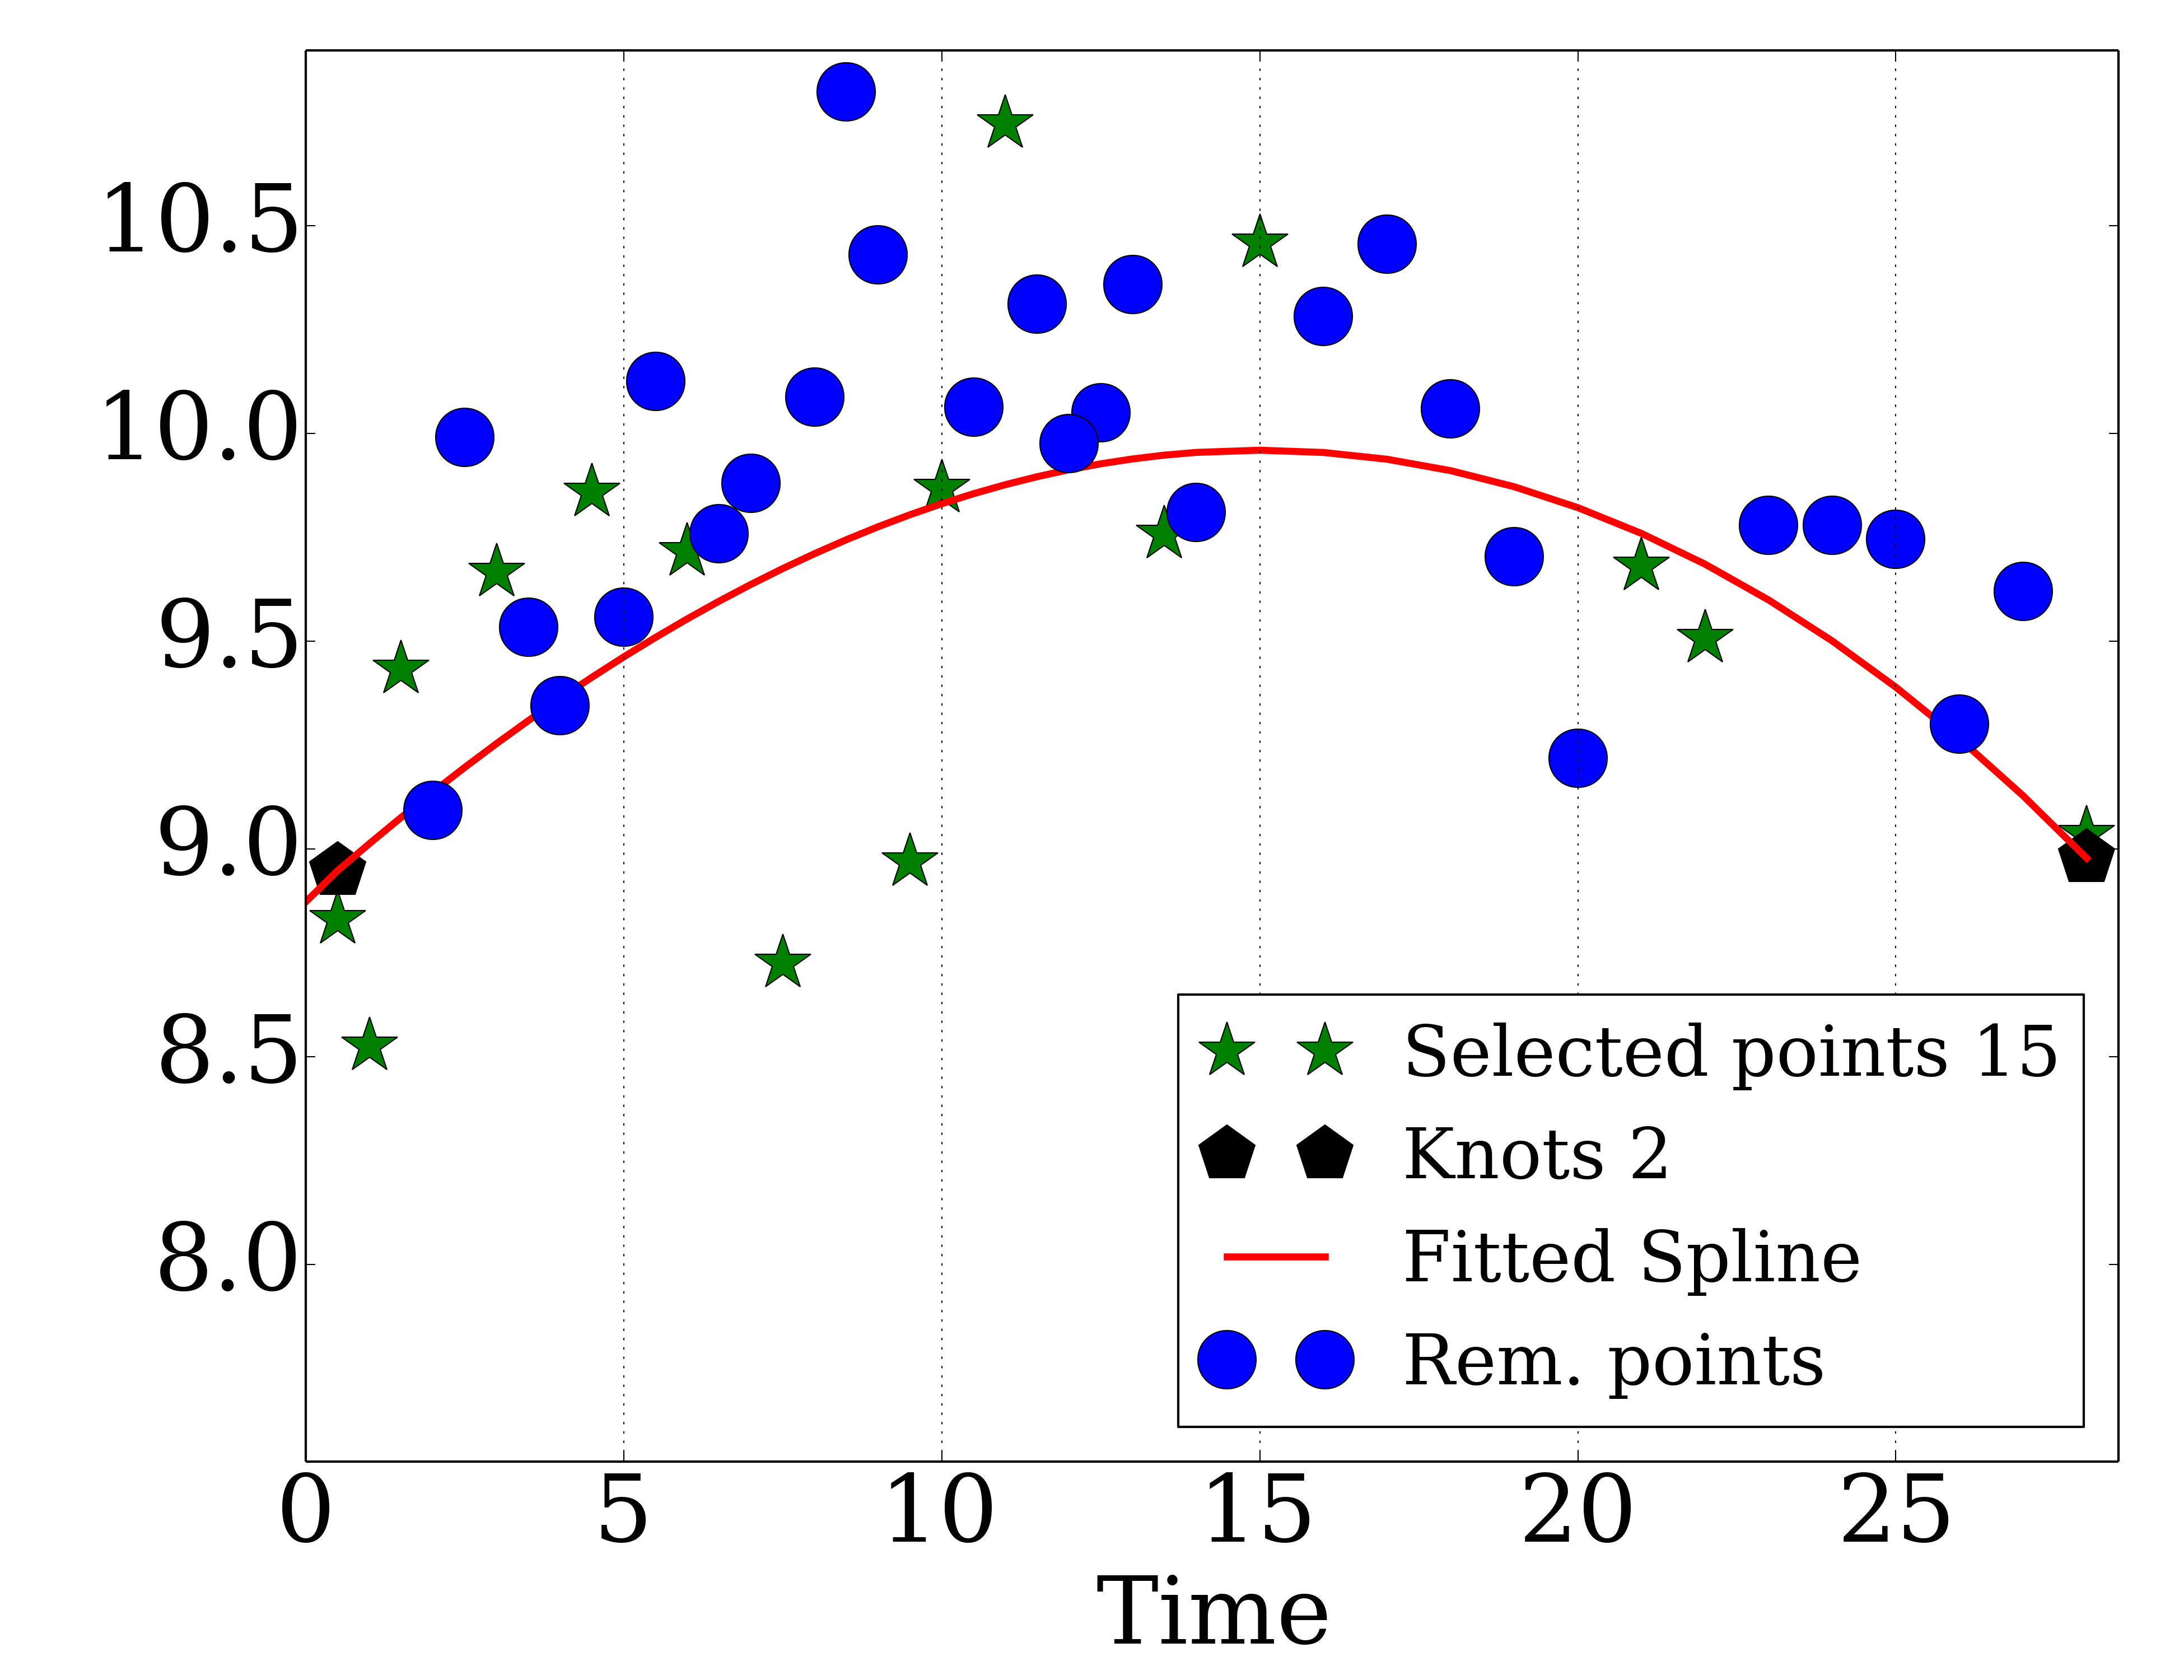 10.5
10.0
9.5
9.0
8.5
8.0
Selected points 15
Knots 2
Fitted Spline
Rem. points
0 5 10 15 20 25
Time